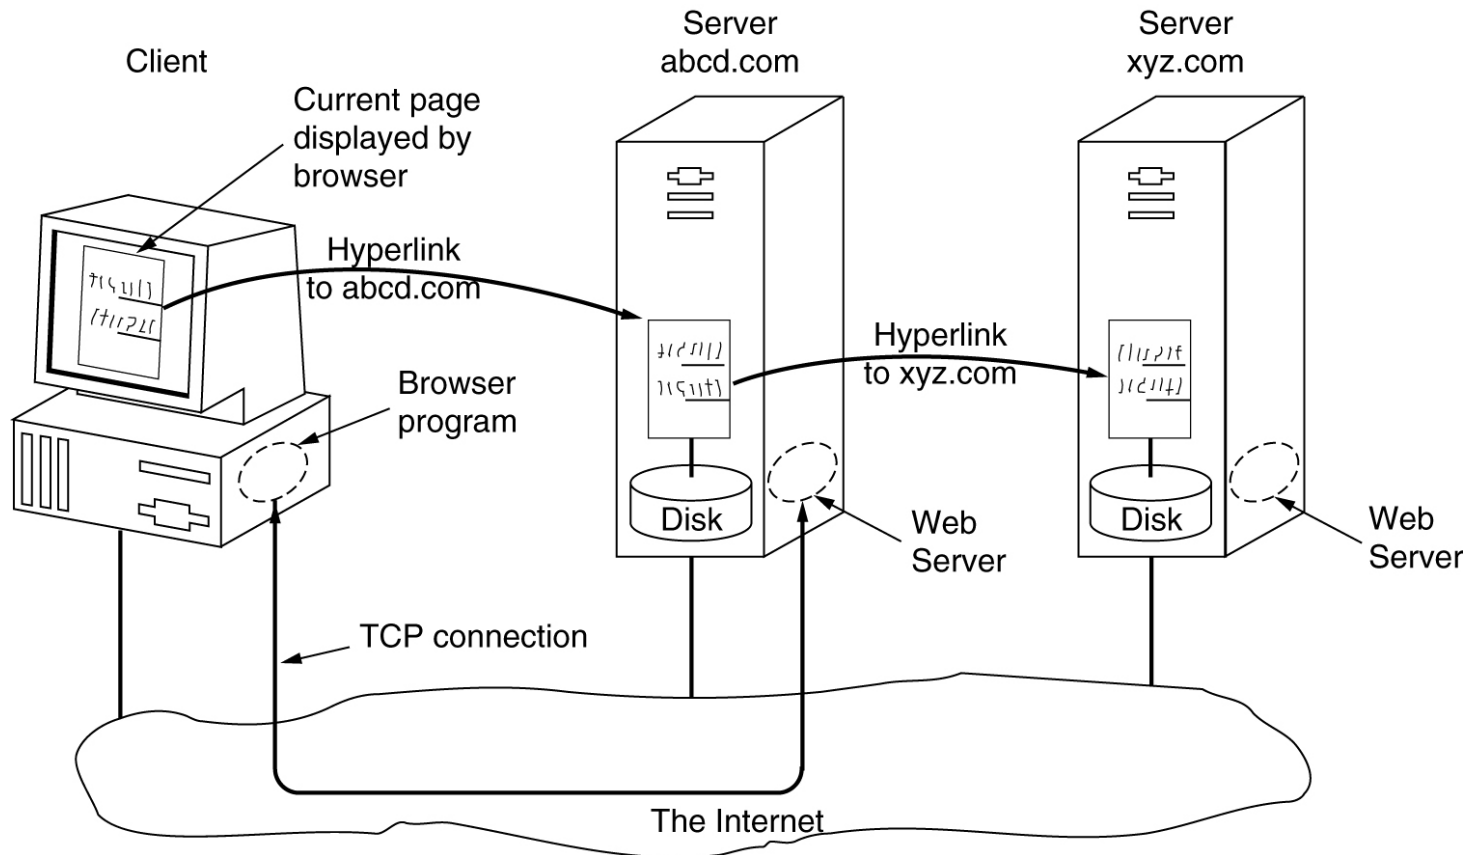 Client
Server
abcd.com
Server
xyz.com
Current page
displayed by
browser
Hyperlink
to abcd.com
Hyperlink
to xyz.com
Browser
program
Disk
Web
Server
Disk
Web
Server
TCP connection
The Internet